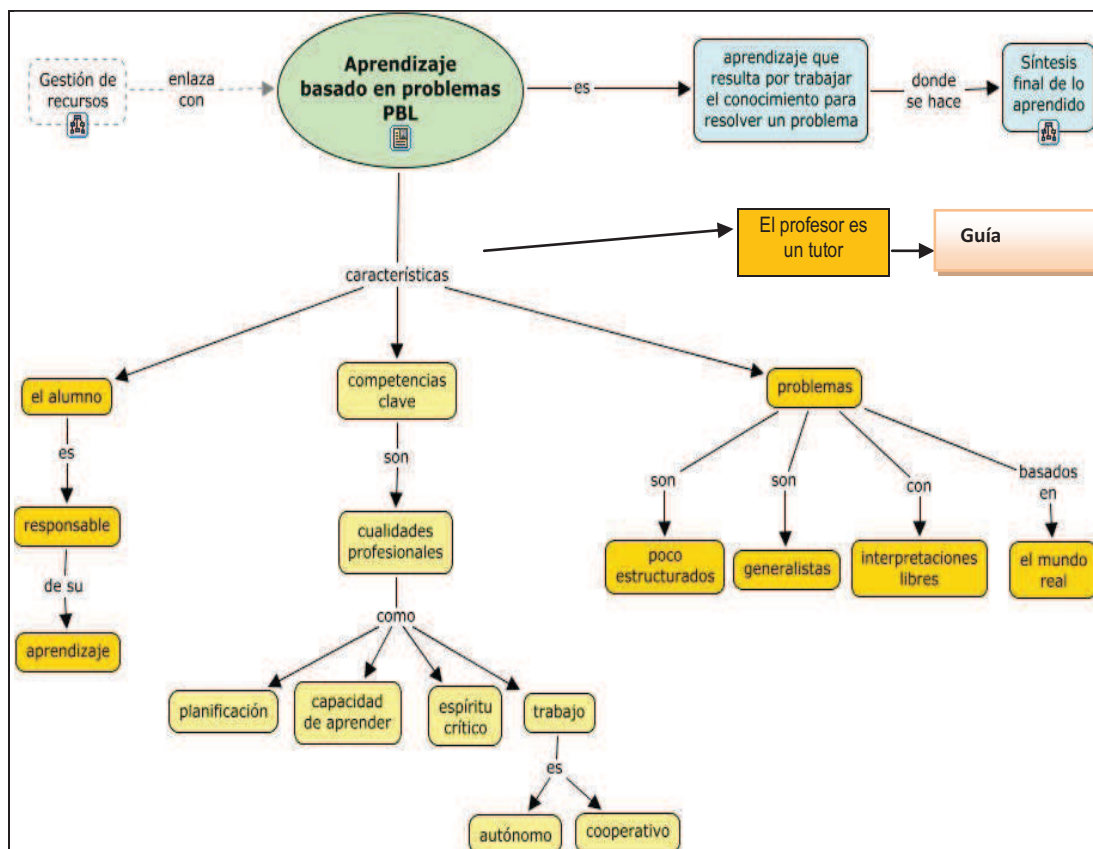 Gestión de
recursos
enlaza
con
Aprendizaje
basado en problemas
PBL
es
aprendizaje que
resulta por trabajar
el conocimiento para
resolver un problema
donde
se hace
Síntesis
final de lo
aprendido
El profesor es
un tutor
Guía
características
el alumno
es
responsable
de su
aprendizaje
competencias
clave
son
cualidades
profesionales
como
planificación
capacidad
de aprender
espíritu
crítico
trabajo
es
autónomo
cooperativo
problemas
son
poco
estructurados
son
generalistas
con
interpretaciones
libres
basados
en
el mundo
real